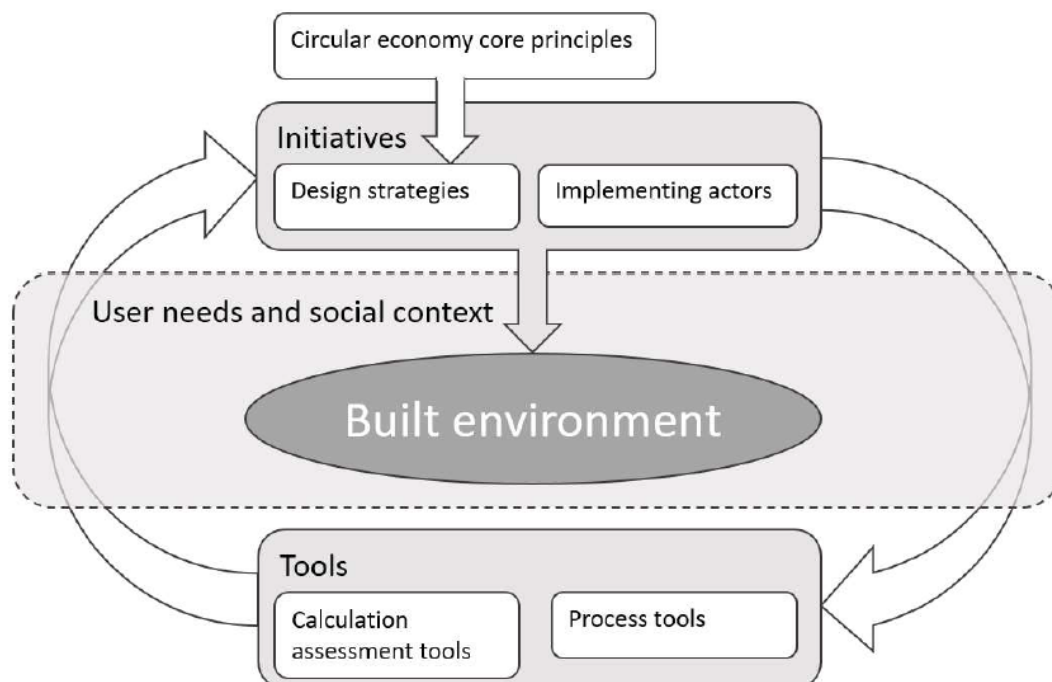 Circular economy core principles
Initiatives
Design strategies
Implementing actors
User needs and social context
Built environment
Tools
Calculation
assessment tools
Process tools